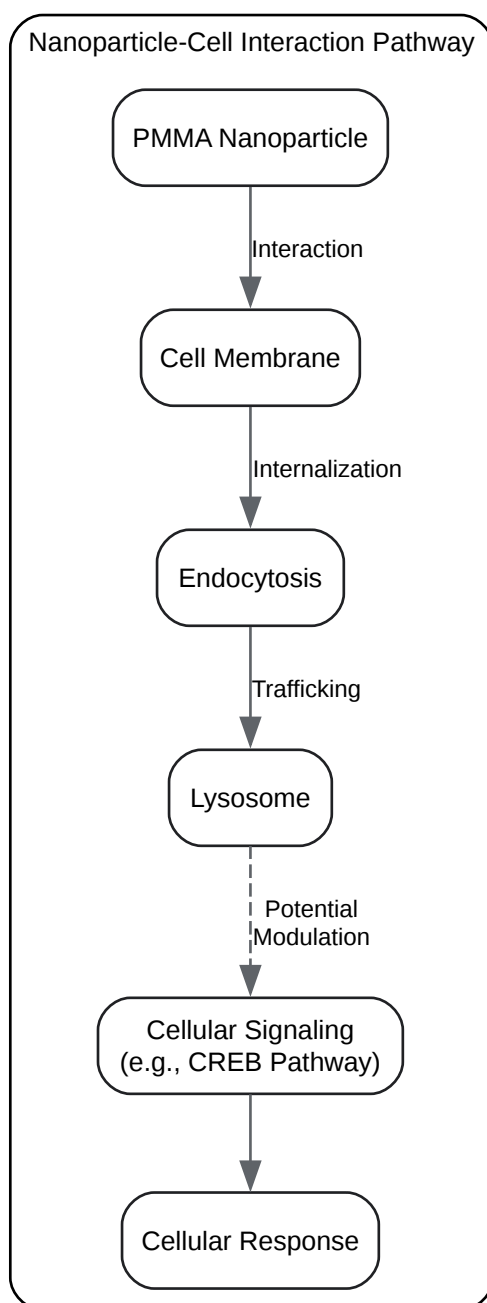 Nanoparticle-Cell Interaction Pathway
PMMA Nanoparticle
Interaction
Cell Membrane
Internalization
Endocytosis
Trafficking
Lysosome
Potential
Modulation
Cellular Signaling
(e.g., CREB Pathway)
Cellular Response